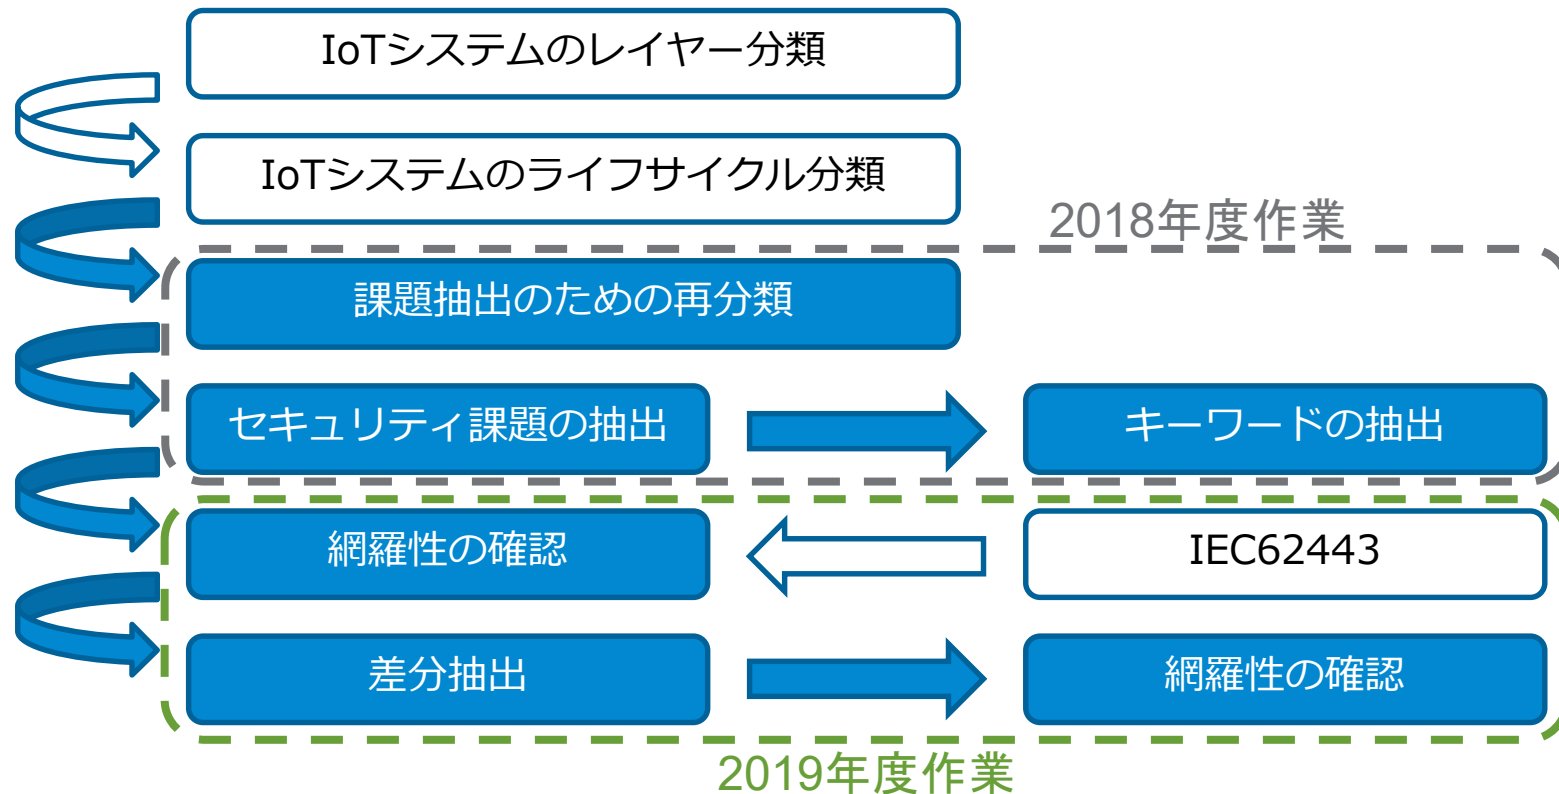 IoTシステムのレイヤー分類
IoTシステムのライフサイクル分類
2018年度作業
課題抽出のための再分類
セキュリティ課題の抽出
キーワードの抽出
網羅性の確認
IEC62443
差分抽出
網羅性の確認
2019年度作業